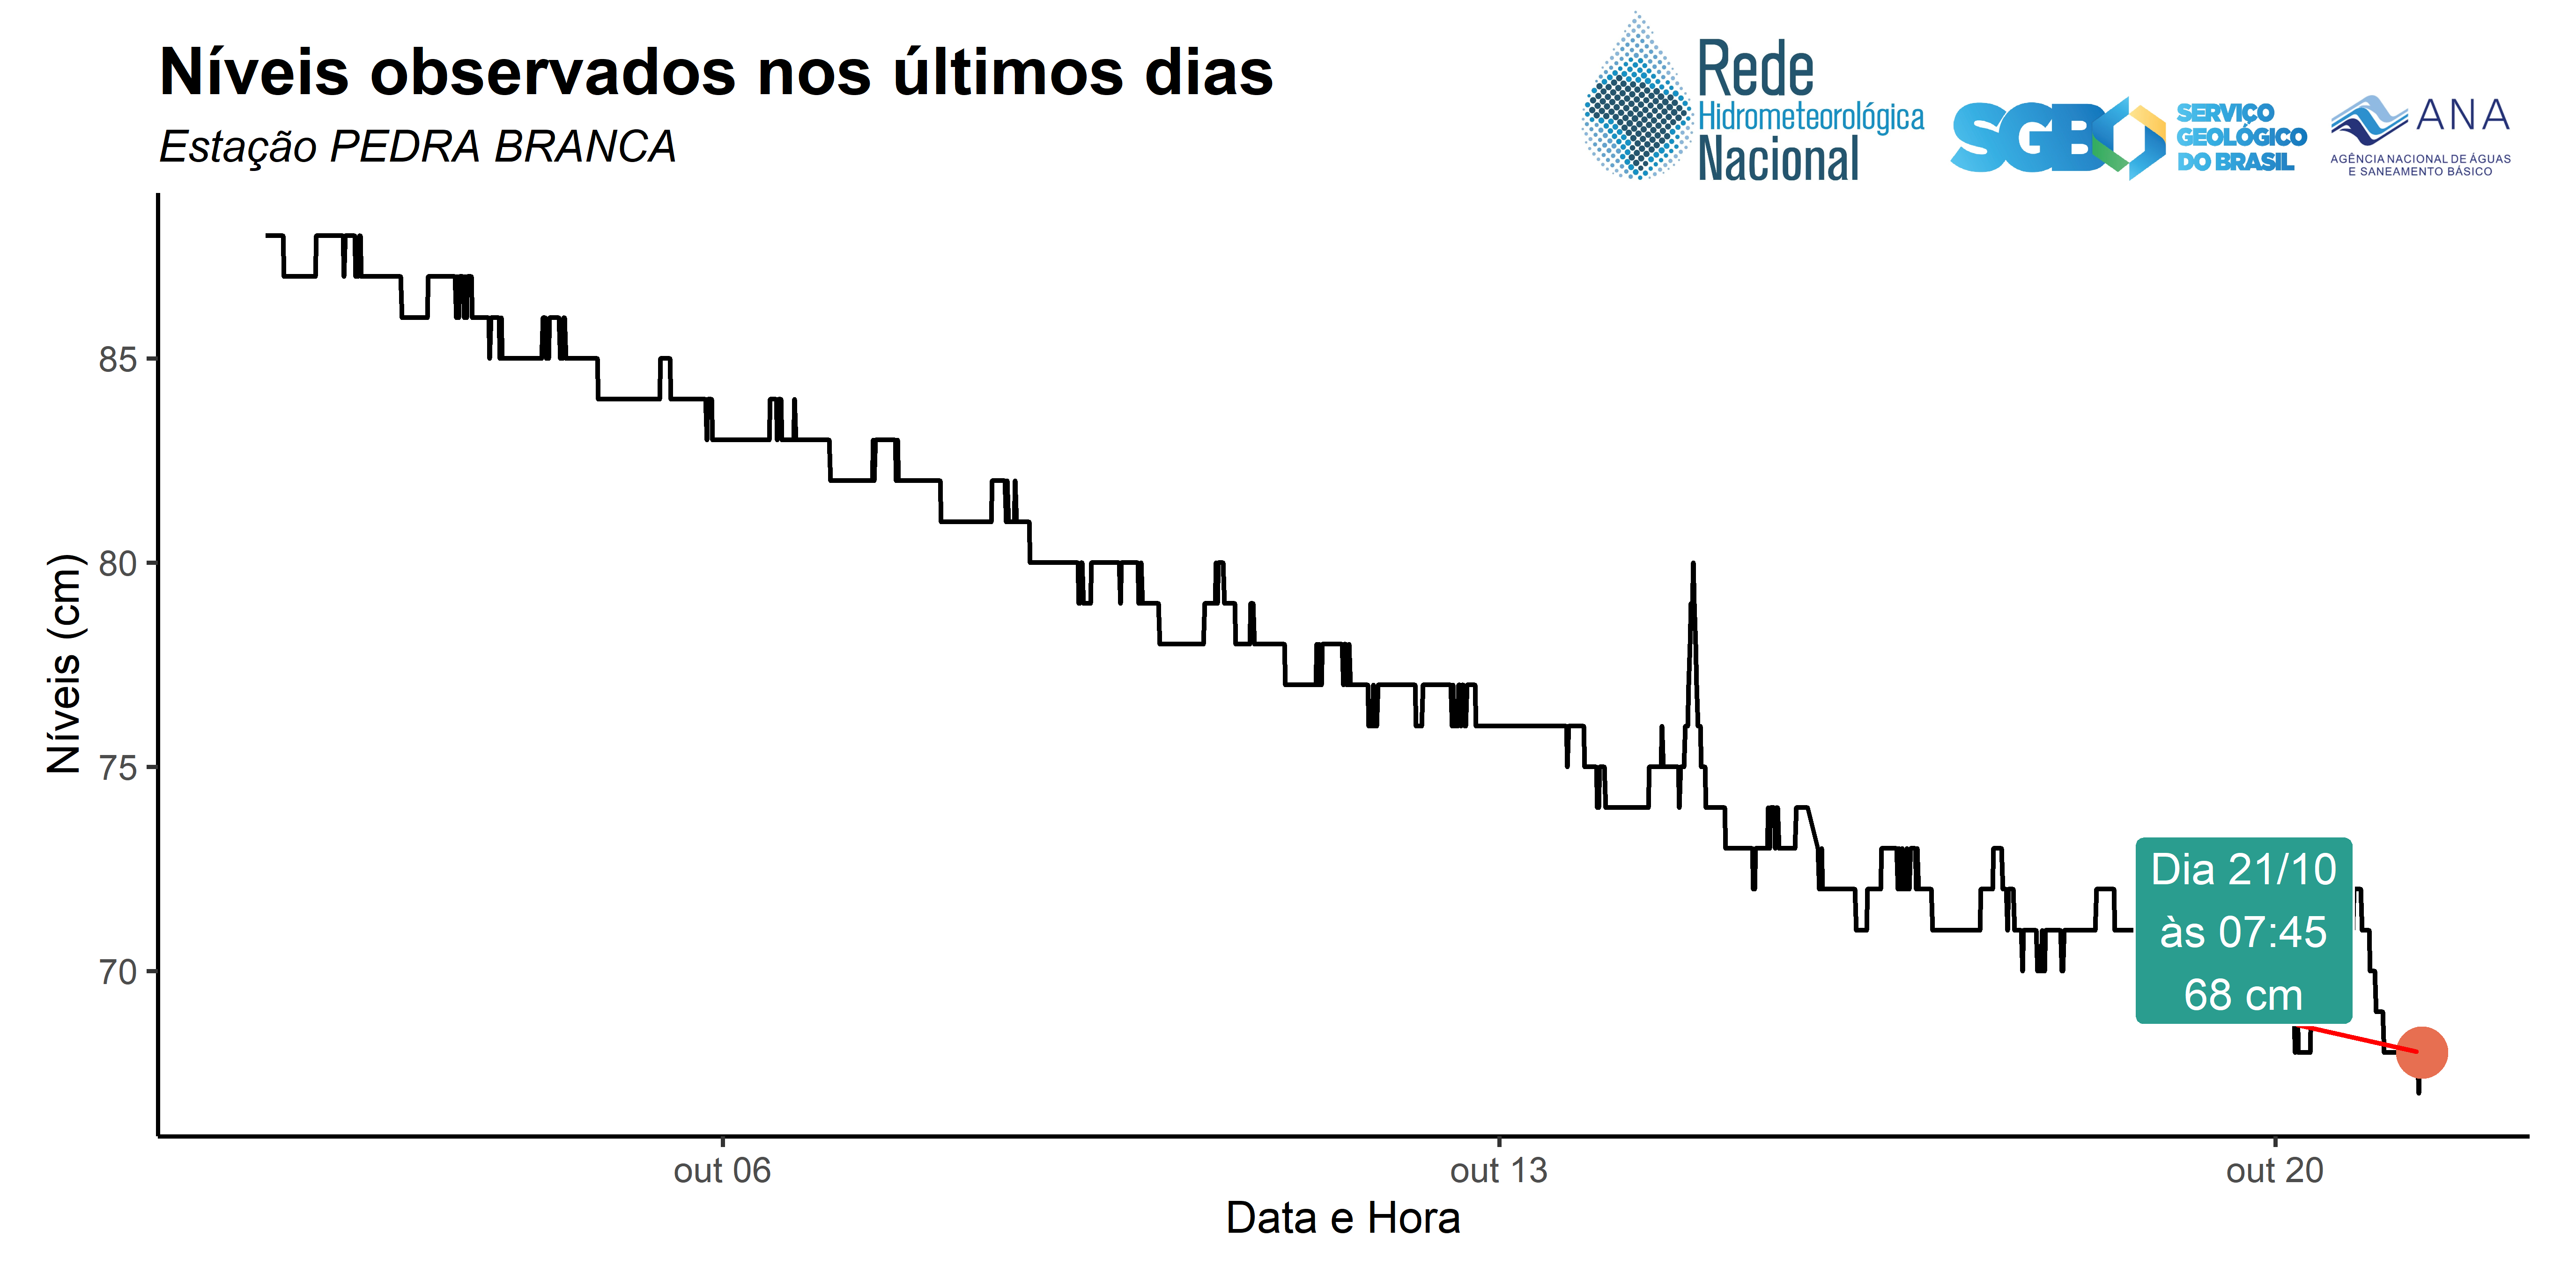 Níveis observados nos últimos dias
Estação PEDRA BRANCA
Rede
Hidrometeorológica
Nacional
SGB
SERVIÇO
GEOLÓGICO
DO BRASIL
ANA
AGÊNCIA NACIONAL DE ÁGUAS
E SANEAMENTO BÁSICO
Níveis (cm)
85
80
75
70
Dia 21/10
às 07:45
68 cm
out 06
out 13
out 20
Data e Hora